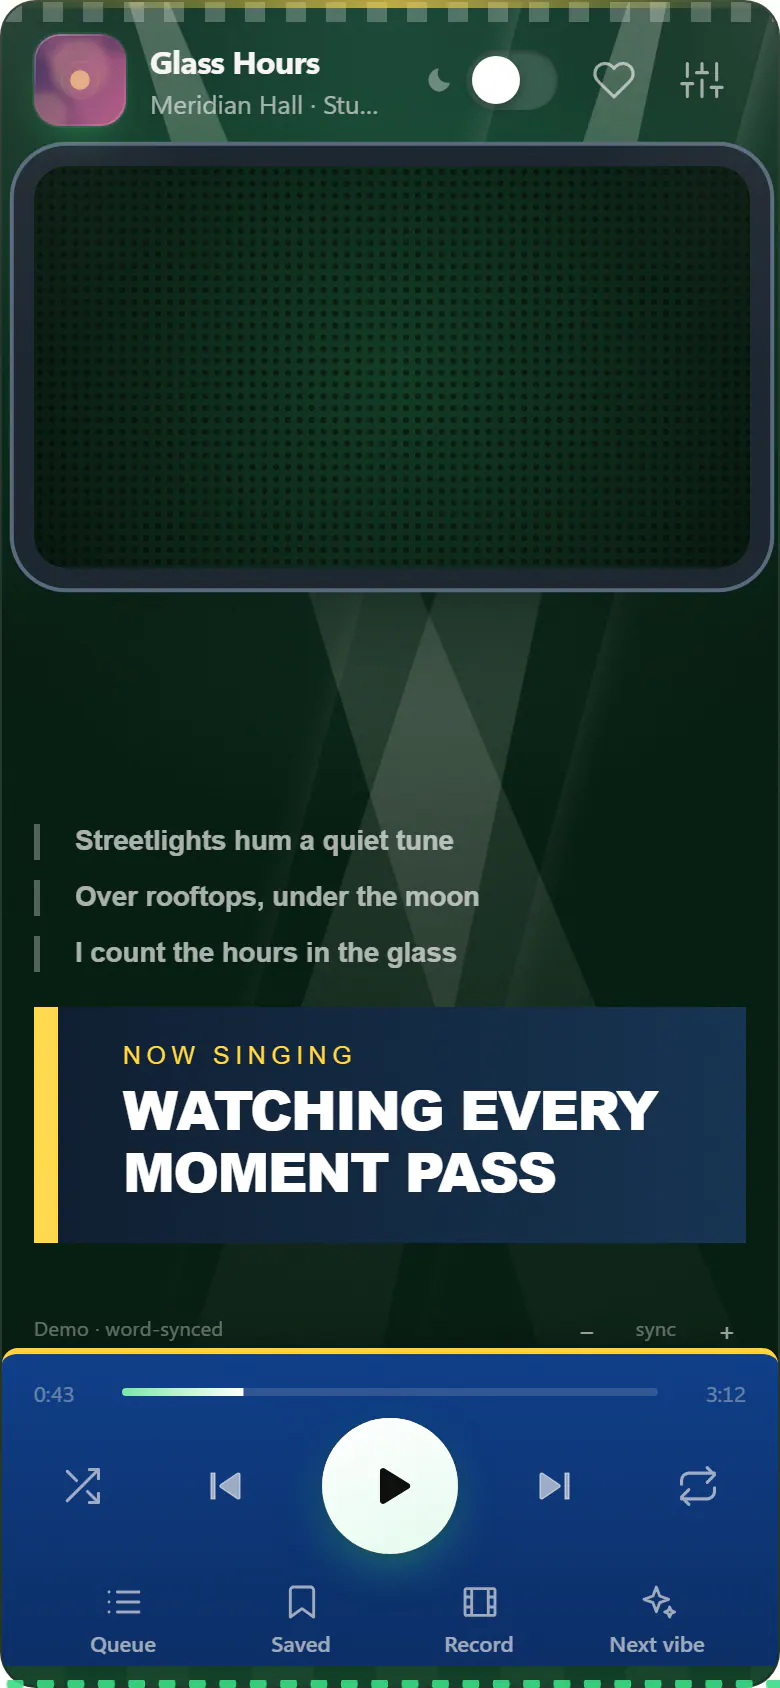 Glass Hours
Meridian Hall · Stu...
Streetlights hum a quiet tune
Over rooftops, under the moon
I count the hours in the glass
NOW SINGING
WATCHING EVERY
MOMENT PASS
Demo · word-synced
– sync +
0:43
3:12
Queue
Saved
Record
Next vibe